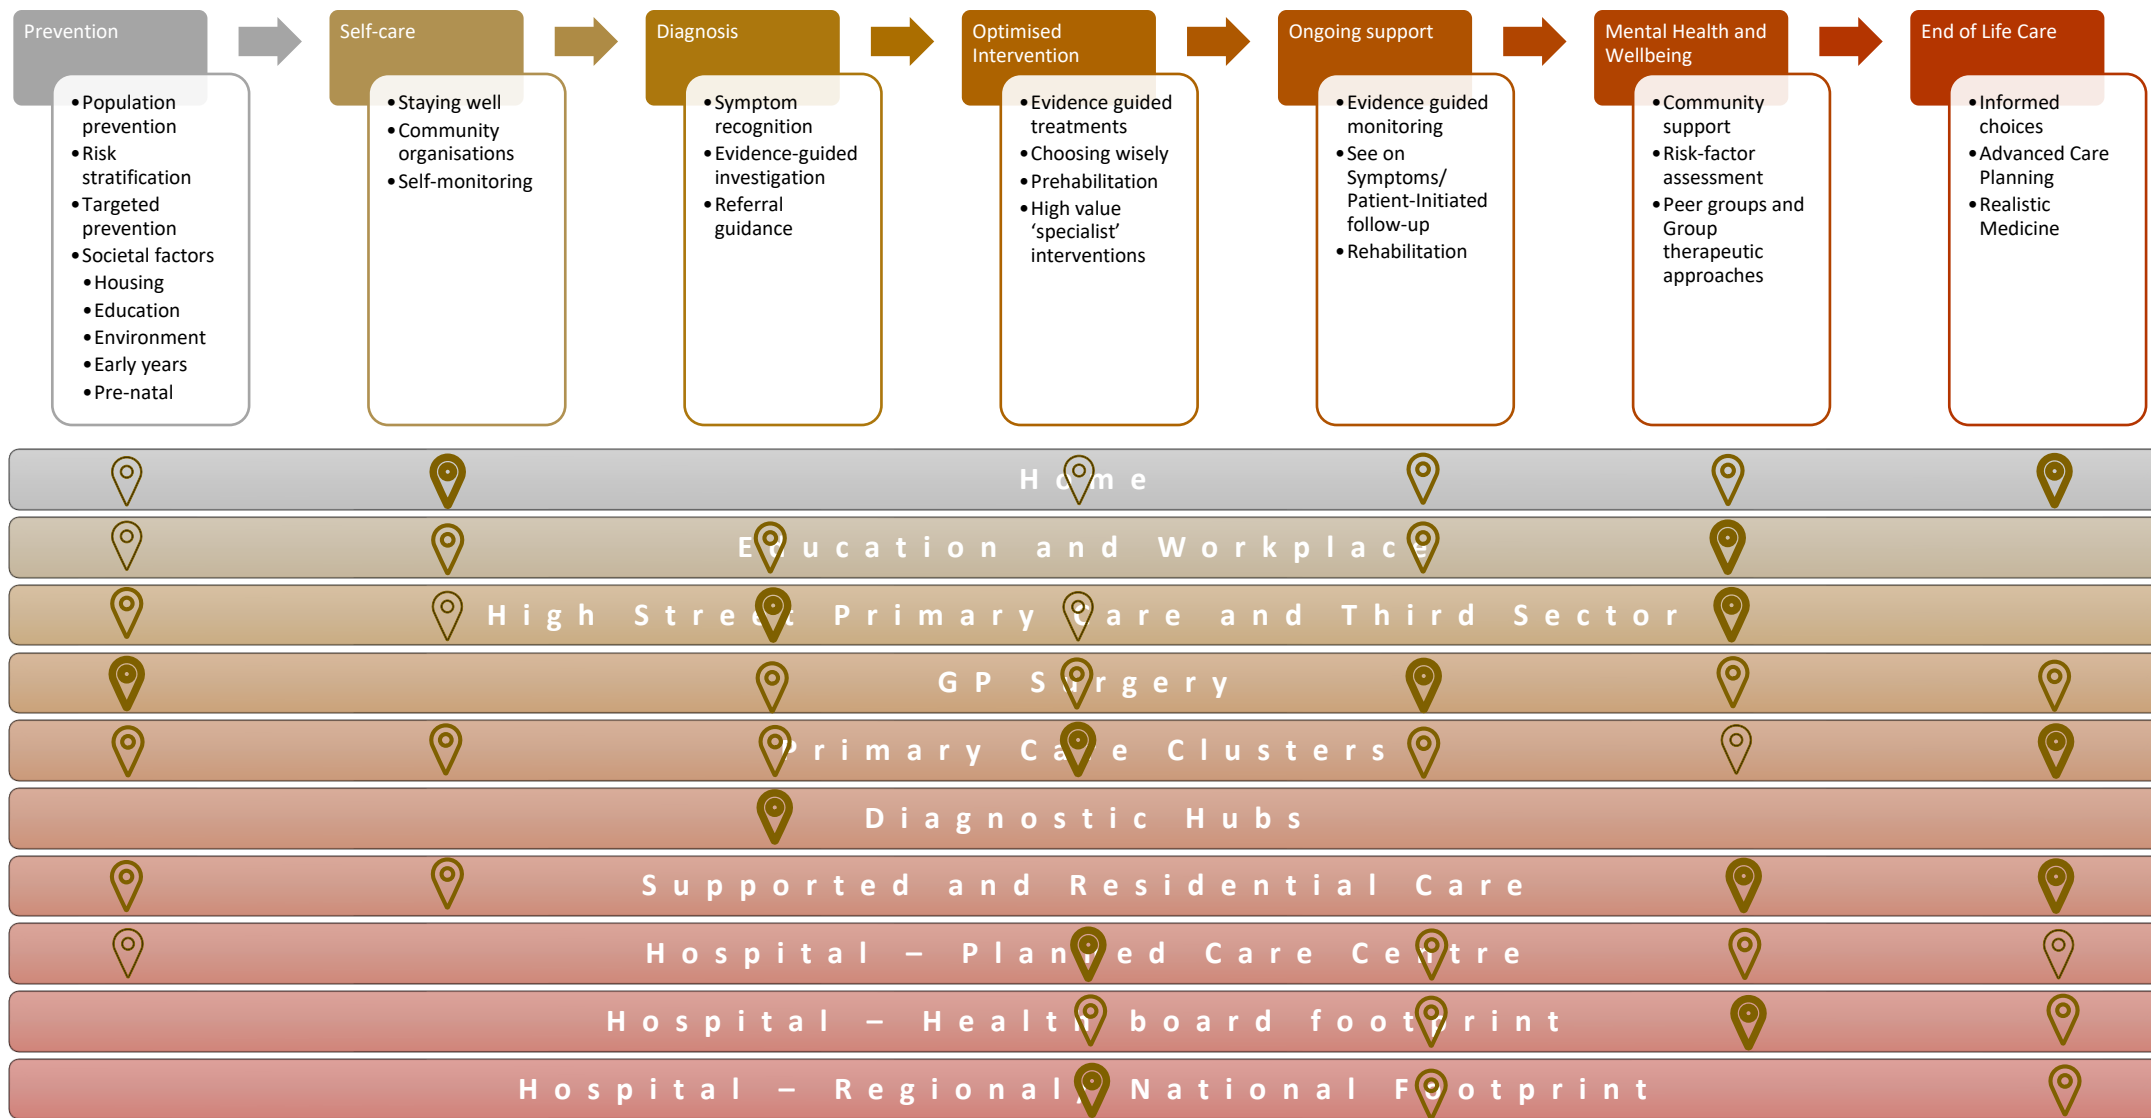 Prevention
• Population
prevention
• Risk
stratification
• Targeted
prevention
• Societal factors
• Housing
• Education
• Environment
• Early years
• Pre-natal
Self-care
• Staying well
• Community
organisations
• Self-monitoring
Diagnosis
• Symptom
recognition
• Evidence-guided
investigation
• Referral
guidance
Optimised
Intervention
• Evidence guided
treatments
• Choosing wisely
• Prehabilitation
• High value
‘specialist’
interventions
Ongoing support
• Evidence guided
monitoring
• See on
Symptoms/
Patient-Initiated
follow-up
• Rehabilitation
Mental Health and
Wellbeing
• Community
support
• Risk-factor
assessment
• Peer groups and
Group
therapeutic
approaches
End of Life Care
• Informed
choices
• Advanced Care
Planning
• Realistic
Medicine
Home
Education and Workplace
High Street Primary Care and Third Sector
GP Surgery
Primary Care Clusters
Diagnostic Hubs
Supported and Residential Care
Hospital – Planned Care Centre
Hospital – Health board footprint
Hospital – Regional/ National Footprint